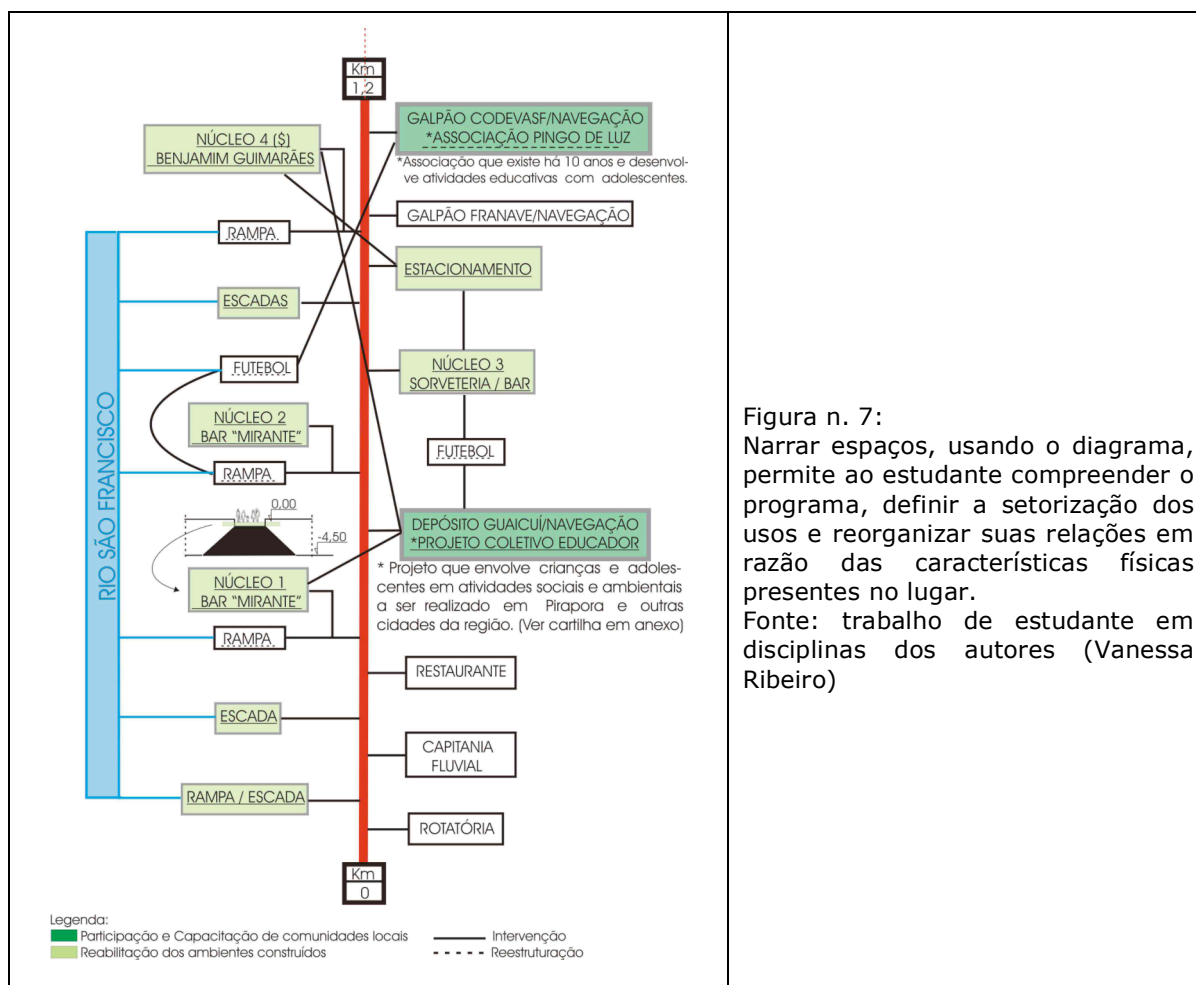 Km
1,2
GALPÃO CODEVASF/NAVEGAÇÃO
*ASSOCIAÇÃO PINGO DE LUZ
*Associação que existe há 10 anos e desenvol-
ve atividades educativas com adolescentes.
NÚCLEO 4 ($)
BENJAMIM GUIMARÃES
GALPÃO FRANAVE/NAVEGAÇÃO
RAMPA
ESTACIONAMENTO
ESCADAS
FUTEBOL
NÚCLEO 3
SORVETERIA / BAR
RIO SÃO FRANCISCO
NÚCLEO 2
BAR "MIRANTE"
FUTEBOL
RAMPA
0,00
-4,50
DEPÓSITO GUAICUÍ/NAVEGAÇÃO
*PROJETO COLETIVO EDUCADOR
* Projeto que envolve crianças e adoles-
centes em atividades sociais e ambientais
a ser realizado em Pirapora e outras
cidades da região. (Ver cartilha em anexo)
NÚCLEO 1
BAR "MIRANTE"
RAMPA
RESTAURANTE
ESCADA
CAPITANIA
FLUVIAL
RAMPA / ESCADA
ROTATÓRIA
Km
0
Legenda:
Participação e Capacitação de comunidades locais
Reabilitação dos ambientes construídos
Intervenção
Reestruturação
Figura n. 7:
Narrar espaços, usando o diagrama,
permite ao estudante compreender o
programa, definir a setorização dos
usos e reorganizar suas relações em
razão das características físicas
presentes no lugar.
Fonte: trabalho de estudante em
disciplinas dos autores (Vanessa
Ribeiro)